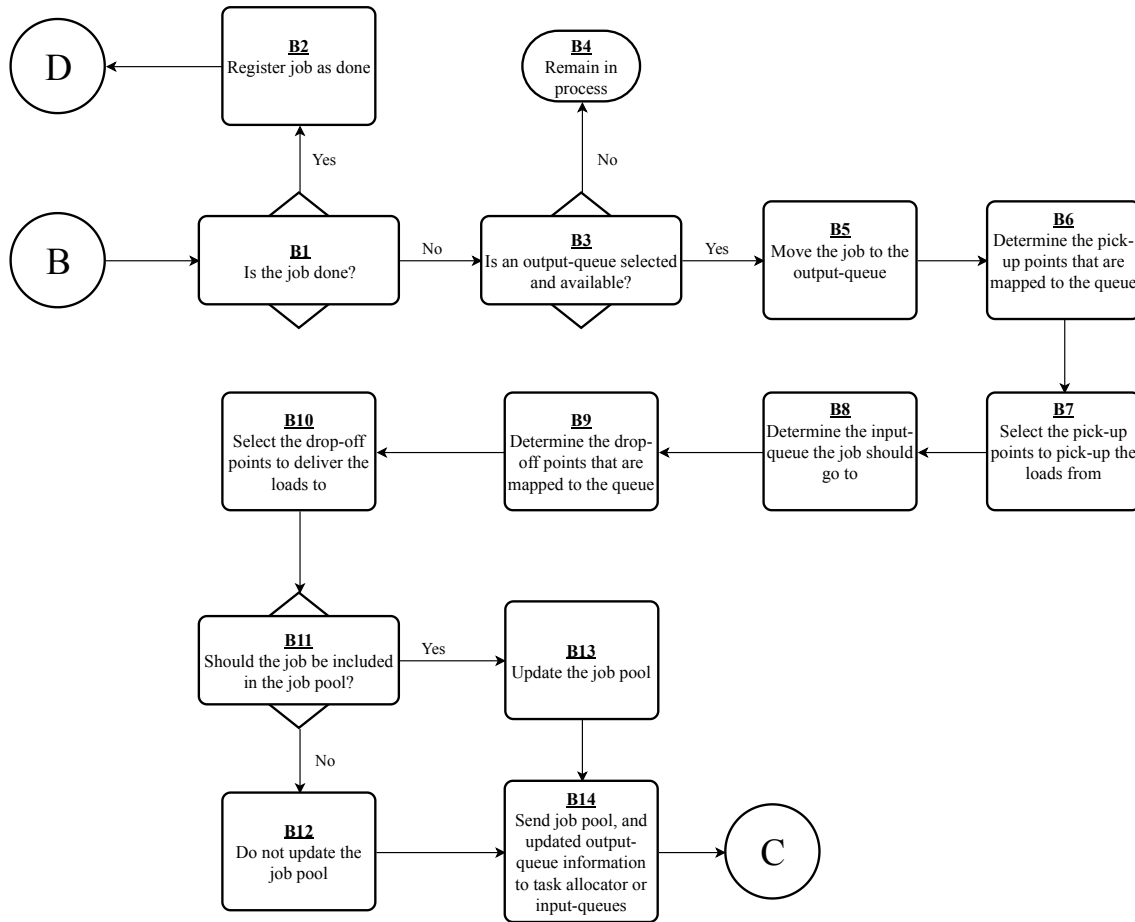 D
B2
Register job as done
B4
Remain in
process
Yes
No
B
B1
Is the job done?
No
B3
Is an output-queue selected
and available?
Yes
B5
Move the job to the
output-queue
B6
Determine the pick-
up points that are
mapped to the queue
B10
Select the drop-off
points to deliver the
loads to
B9
Determine the drop-
off points that are
mapped to the queue
B8
Determine the input-
queue the job should
go to
B7
Select the pick-up
points to pick-up the
loads from
B11
Should the job be included
in the job pool?
Yes
B13
Update the job pool
No
B12
Do not update the
job pool
B14
Send job pool, and
updated output-
queue information
to task allocator or
input-queues
C